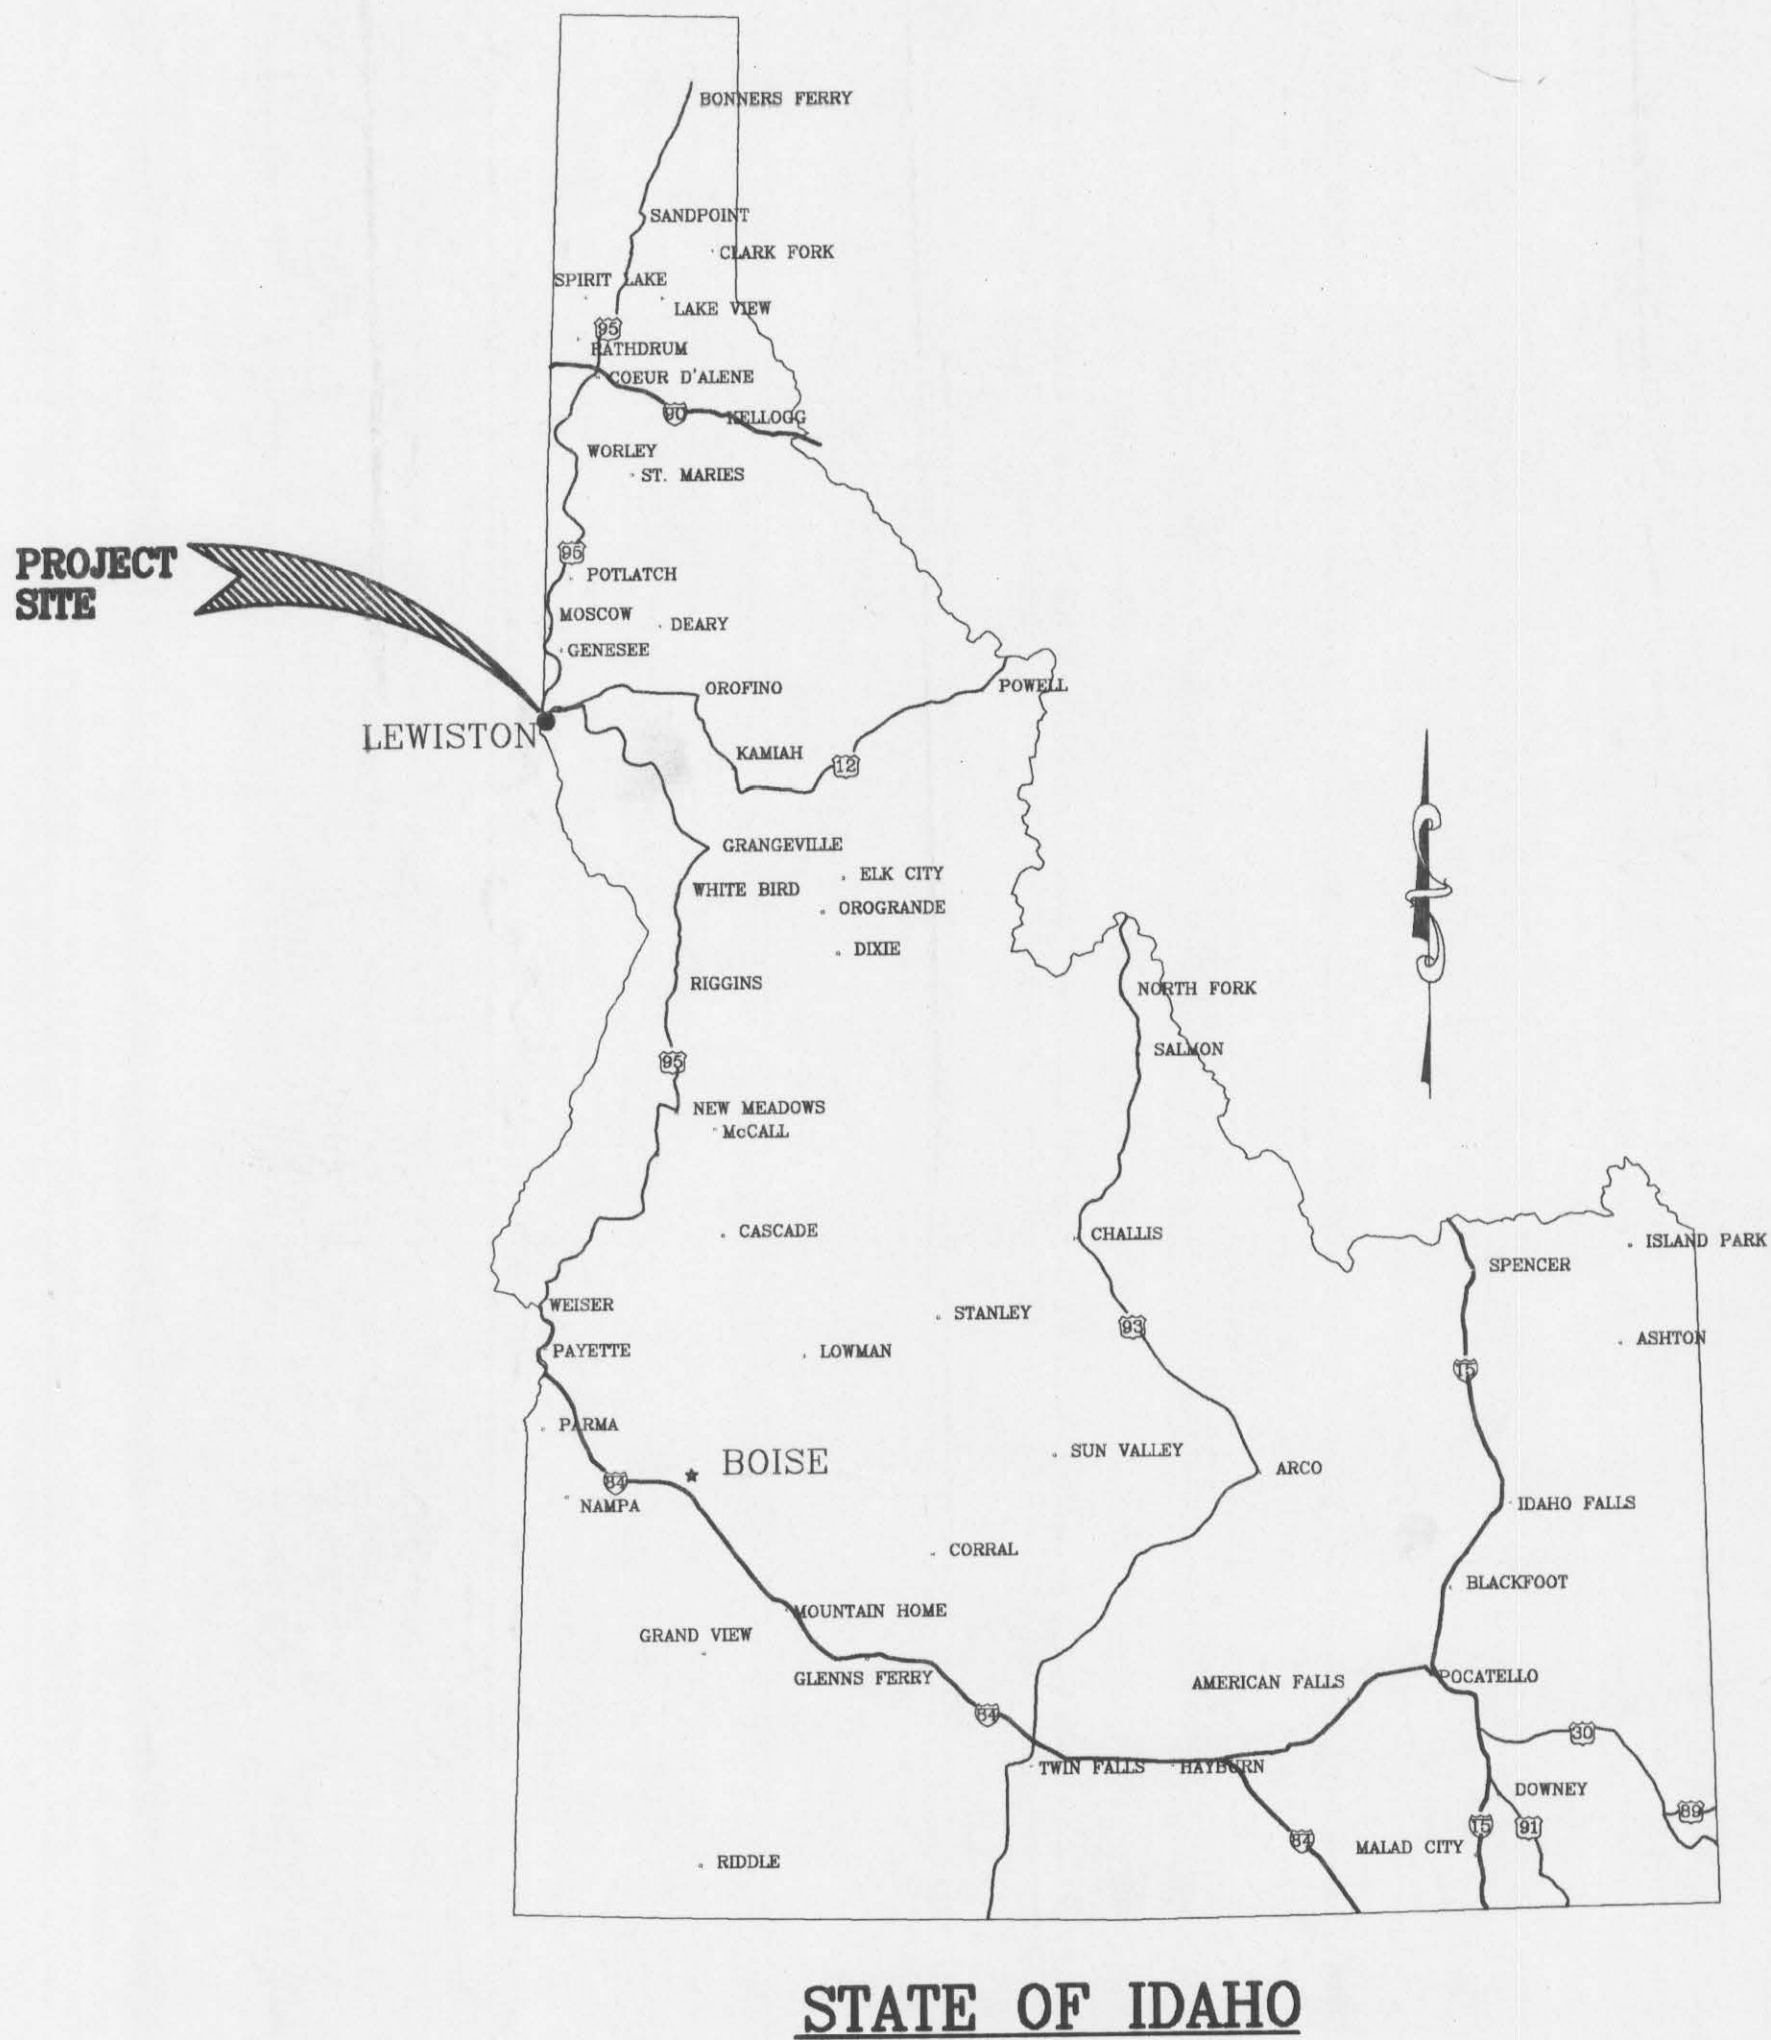 BONNERS FERRY
SANDPOINT
CLARK FORK
SPIRIT LAKE
LAKE VIEW
95
RATHDRUM
COEUR D'ALENE
90
KELLOGG
WORLEY
ST. MARIES
PROJECT
SITE
95
POTLATCH
MOSCOW
DEARY
GENESEE
OROFINO
POWELL
LEWISTON
KAMIAH
12
GRANGEVILLE
ELK CITY
WHITE BIRD
OROGRANDE
DIXIE
RIGGINS
NORTH FORK
SALMON
95
NEW MEADOWS
McCALL
CASCADE
CHALLIS
ISLAND PARK
SPENCER
WEISER
STANLEY
93
ASHTON
PAYETTE
LOWMAN
15
PARMA
SUN VALLEY
BOISE
ARCO
84
NAMPA
IDAHO FALLS
CORRAL
BLACKFOOT
MOUNTAIN HOME
GRAND VIEW
GLENNS FERRY
AMERICAN FALLS
POCATELLO
84
30
TWIN FALLS
HAYBURN
DOWNEY
89
15
91
84
MALAD CITY
RIDDLE
STATE OF IDAHO